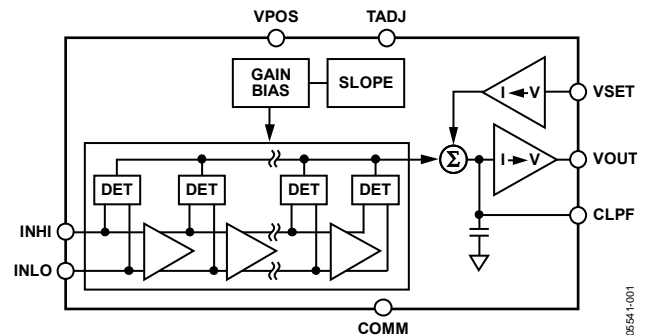 VPOS TADJ
GAIN
BIAS
SLOPE
I V
VSET
Σ
I V
VOUT
DET DET DET DET
CLPF
INHI
INLO
COMM
05541-001